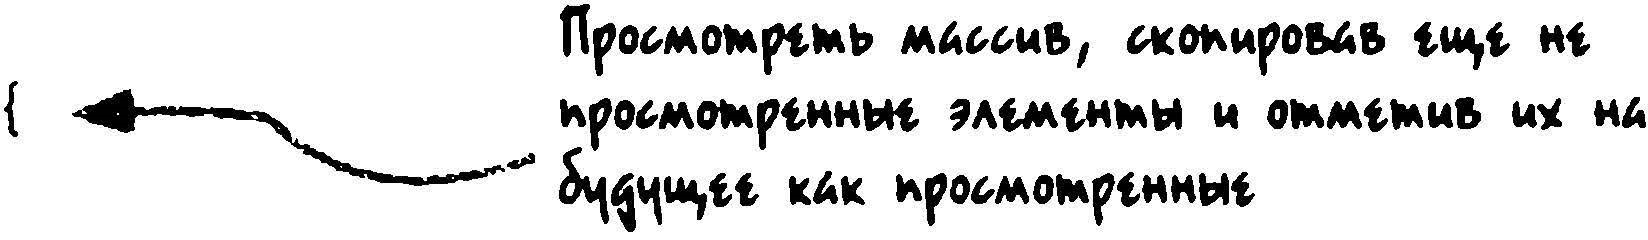 Просмотреть массив, скопировав еще не
{
просмотренные элементы и отметив их на
будущее как просмотренные